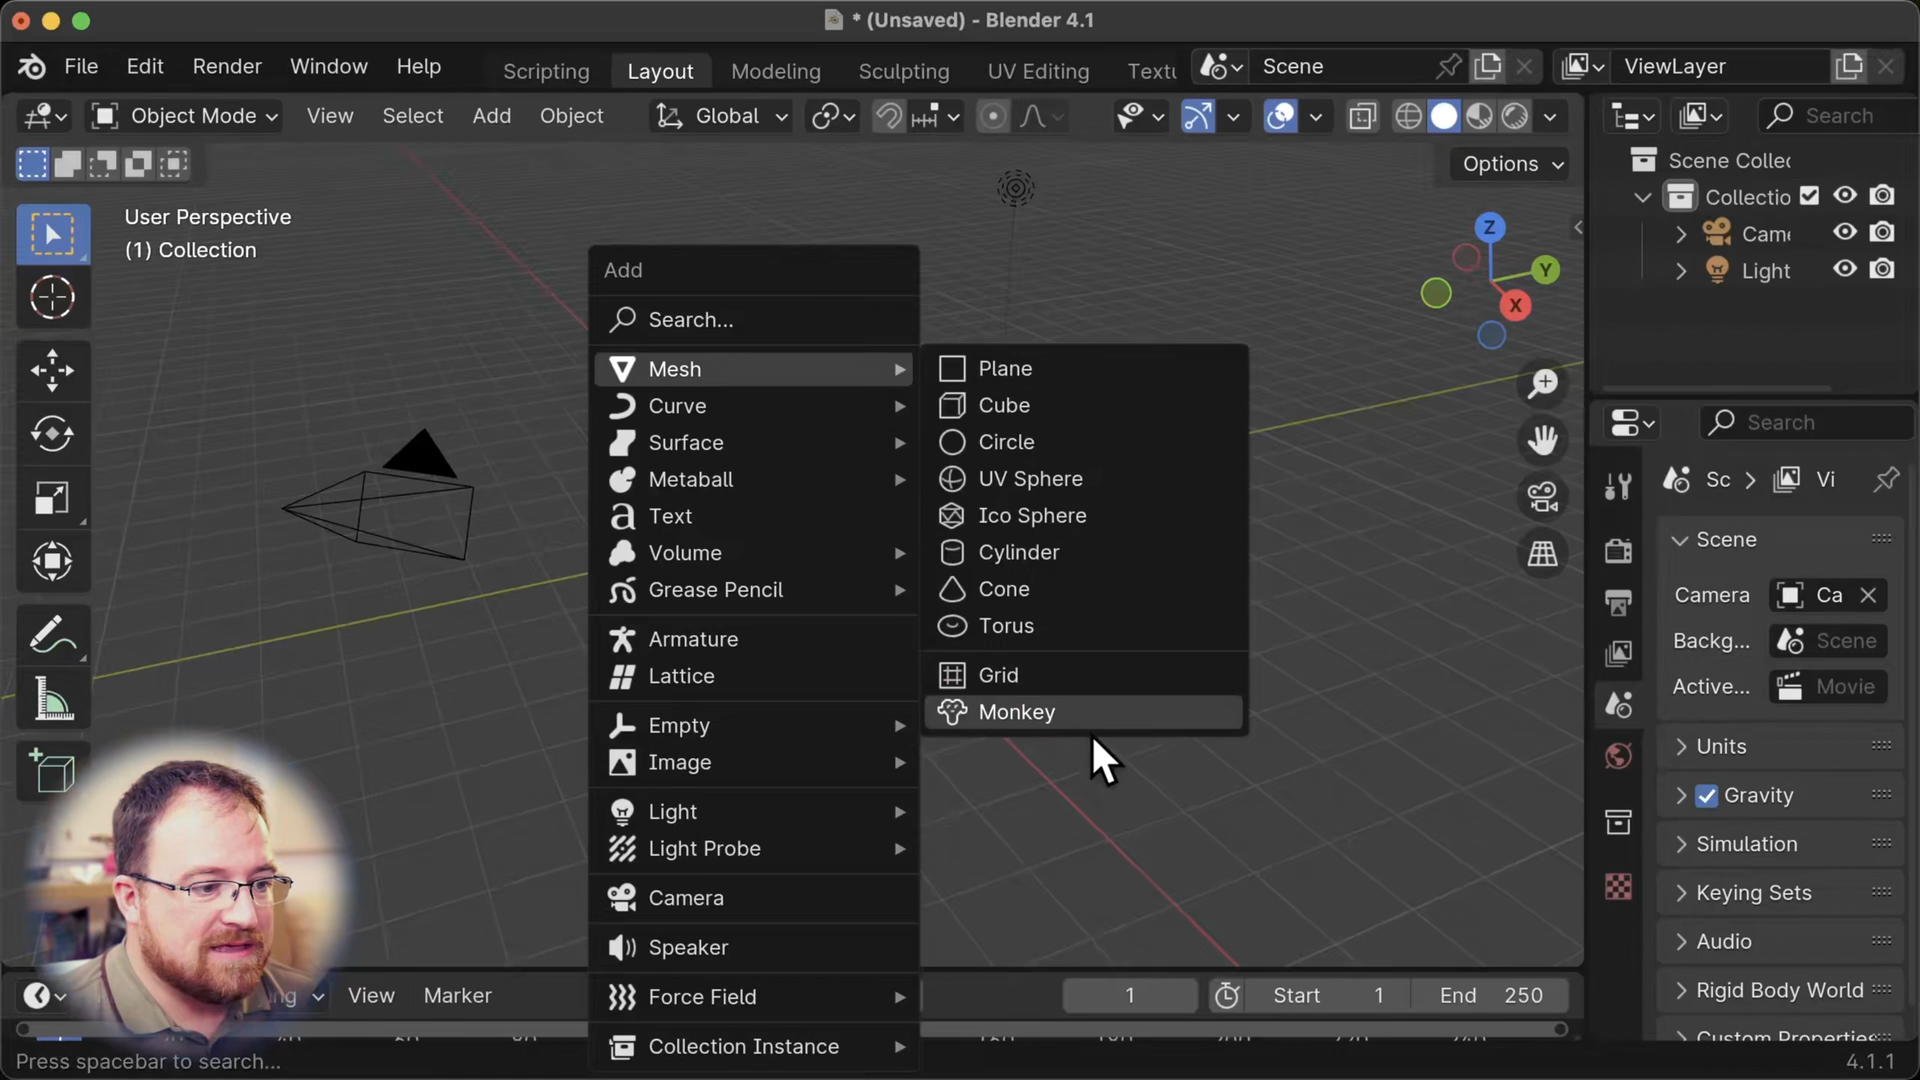 * (Unsaved) - Blender 4.1
File Edit Render Window Help Scripting Layout Modeling Sculpting UV Editing Textu Scene ViewLayer
Object Mode View Select Add Object Global Search
Options
User Perspective
(1) Collection
Z
Y
X
Add
Search...
Mesh
Curve
Surface
Metaball
Text
Volume
Grease Pencil
Armature
Lattice
Empty
Image
Light
Light Probe
Camera
Speaker
Force Field
Collection Instance
Plane
Cube
Circle
UV Sphere
Ico Sphere
Cylinder
Cone
Torus
Grid
Monkey
Scene Collec
Collectio
Came
Light
Search
Sc > Vi
Scene
Camera Ca
Backg... Scene
Active... Movie
Units
Gravity
Simulation
Keying Sets
Audio
Rigid Body World
Custom Properties
View Marker 1 Start 1 End 250
Press spacebar to search...
4.1.1